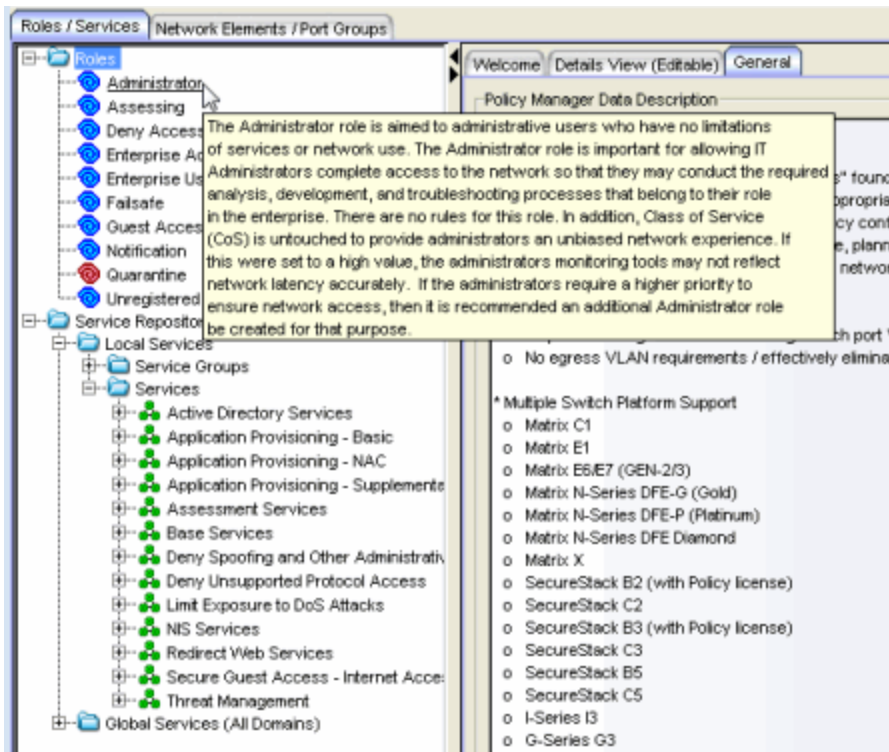 Roles / Services
Network Elements / Port Groups
Roles
Administrator
Assessing
Deny Access
Enterprise Ac
Enterprise Us
Failsafe
Guest Acces
Notification
Quarantine
Unregistered
Service Repositor
Local Services
Service Groups
Services
Active Directory Services
Application Provisioning - Basic
Application Provisioning - NAC
Application Provisioning - Supplementa
Assessment Services
Base Services
Deny Spoofing and Other Administrativ
Deny Unsupported Protocol Access
Limit Exposure to DoS Attacks
NIS Services
Redirect Web Services
Secure Guest Access - Internet Acce
Threat Management
Global Services (All Domains)
The Administrator role is aimed to administrative users who have no limitations
of services or network use. The Administrator role is important for allowing IT
Administrators complete access to the network so that they may conduct the required
analysis, development, and troubleshooting processes that belong to their role
in the enterprise. There are no rules for this role. In addition, Class of Service
(CoS) is untouched to provide administrators an unbiased network experience. If
this were set to a high value, the administrators monitoring tools may not reflect
network latency accurately.  If the administrators require a higher priority to
ensure network access, then it is recommended an additional Administrator role
be created for that purpose.
Welcome
Details View (Editable)
General
Policy Manager Data Description
s" found
ppropria
cy cont
e, plann
networ
ch port '
o No egress VLAN requirements / effectively elimina
* Multiple Switch Platform Support
o Matrix C1
o Matrix E1
o Matrix E6/E7 (GEN-2/3)
o Matrix N-Series DFE-G (Gold)
o Matrix N-Series DFE-P (Platinum)
o Matrix N-Series DFE Diamond
o Matrix X
o SecureStack B2 (with Policy license)
o SecureStack C2
o SecureStack B3 (with Policy license)
o SecureStack C3
o SecureStack B5
o SecureStack C5
o I-Series I3
o G-Series G3